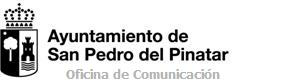 Ayuntamiento de
San Pedro del Pinatar
Oficina de Comunicación